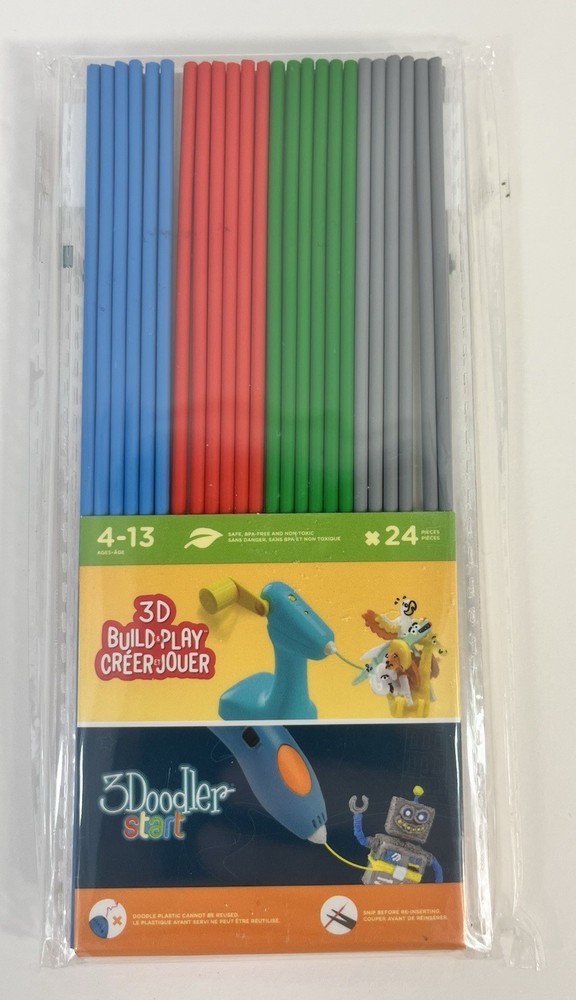 4-13
AGES-ÂGE
SAFE, BPA-FREE AND NON-TOXIC
SANS DANGER, SANS BPA ET NON TOXIQUE
×24
PIECES
PIÈCES
3D
BUILD & PLAY
CRÉER ET JOUER
3Doodler
start
DOODLE PLASTIC CANNOT BE REUSED.
LE PLASTIQUE AYANT SERVI NE PEUT ÊTRE RÉUTILISÉ.
SNIP BEFORE RE-INSERTING.
COUPER AVANT DE RÉINSÉRER.